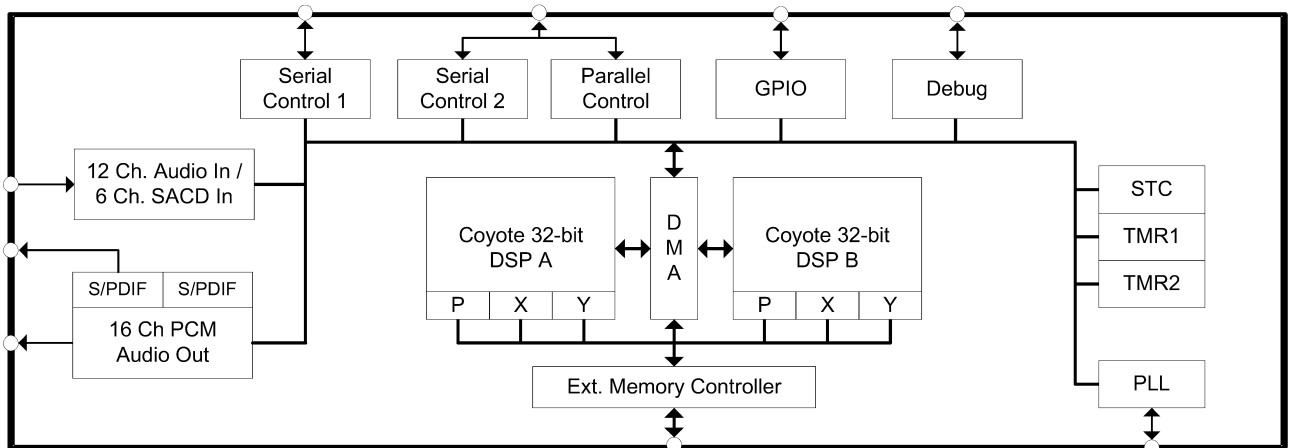 Serial
Control 1
Serial
Control 2
Parallel
Control
GPIO
Debug
12 Ch. Audio In /
6 Ch. SACD In
S/PDIF
S/PDIF
16 Ch PCM
Audio Out
Coyote 32-bit
DSP A
P
X
Y
D
M
A
Coyote 32-bit
DSP B
P
X
Y
Ext. Memory Controller
STC
TMR1
TMR2
PLL